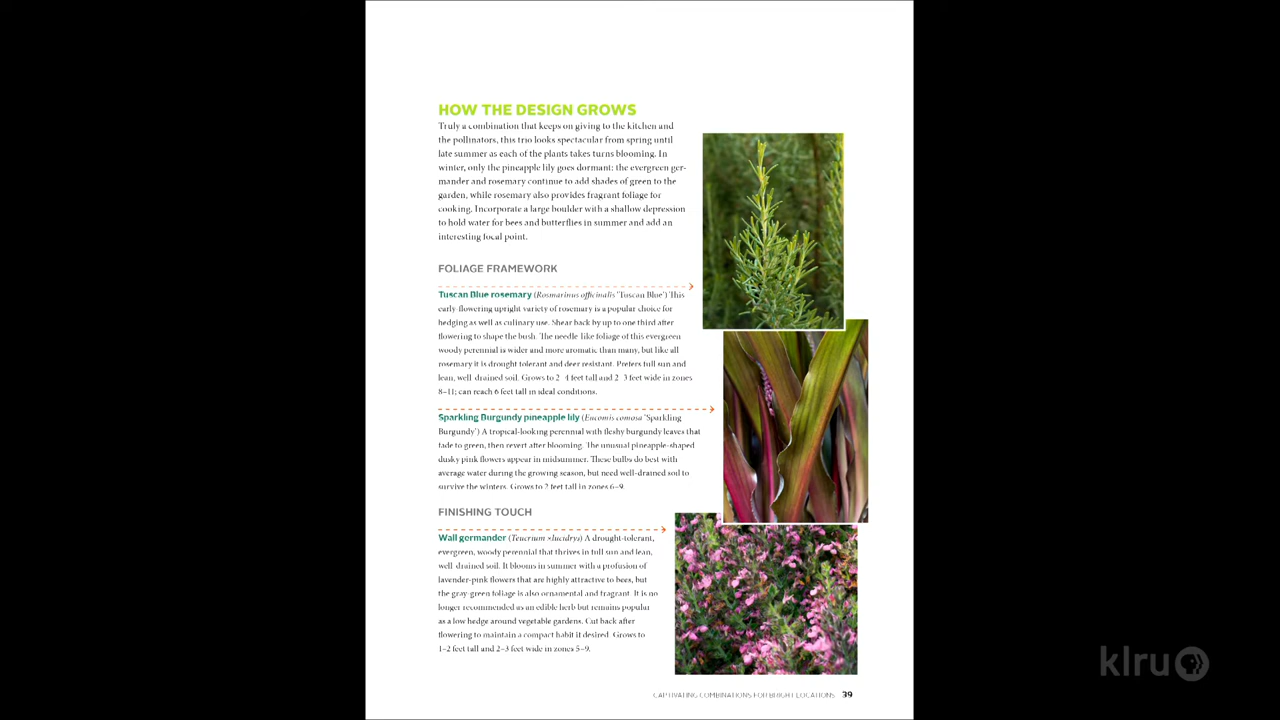 HOW THE DESIGN GROWS
Truly a combination that keeps on giving to the kitchen and
the pollinators, this trio looks spectacular from spring until
late summer as each of the plants takes turns blooming. In
winter, only the pineapple lily goes dormant: the evergreen ger-
mander and rosemary continue to add shades of green to the
garden, while rosemary also provides fragrant foliage for
cooking. Incorporate a large boulder with a shallow depression
to hold water for bees and butterflies in summer and add an
interesting focal point.
FOLIAGE FRAMEWORK
Tuscan Blue rosemary (Rosmarinus officinalis 'Tuscan Blue') This
early-flowering upright variety of rosemary is a popular choice for
hedging as well as culinary use. Shear back by up to one third after
flowering to shape the bush. The needle-like foliage of this evergreen
woody perennial is wider and more aromatic than many, but like all
rosemary it is drought tolerant and deer resistant. Prefers full sun and
lean, well-drained soil. Grows to 2–4 feet tall and 2–3 feet wide in zones
8–11; can reach 6 feet tall in ideal conditions.
Sparkling Burgundy pineapple lily (Eucomis comosa 'Sparkling
Burgundy') A tropical-looking perennial with fleshy burgundy leaves that
fade to green, then revert after blooming. The unusual pineapple-shaped
dusky pink flowers appear in midsummer. These bulbs do best with
average water during the growing season, but need well-drained soil to
survive the winters. Grows to 2 feet tall in zones 6–9.
FINISHING TOUCH
Wall germander (Teucrium ×lucidrys) A drought-tolerant,
evergreen, woody perennial that thrives in full sun and lean,
well-drained soil. It blooms in summer with a profusion of
lavender-pink flowers that are highly attractive to bees, but
the gray-green foliage is also ornamental and fragrant. It is no
longer recommended as an edible herb but remains popular
as a low hedge around vegetable gardens. Cut back after
flowering to maintain a compact habit if desired. Grows to
1–2 feet tall and 2–3 feet wide in zones 5–9.
CAPTIVATING COMBINATIONS FOR BRIGHT LOCATIONS 39
klru